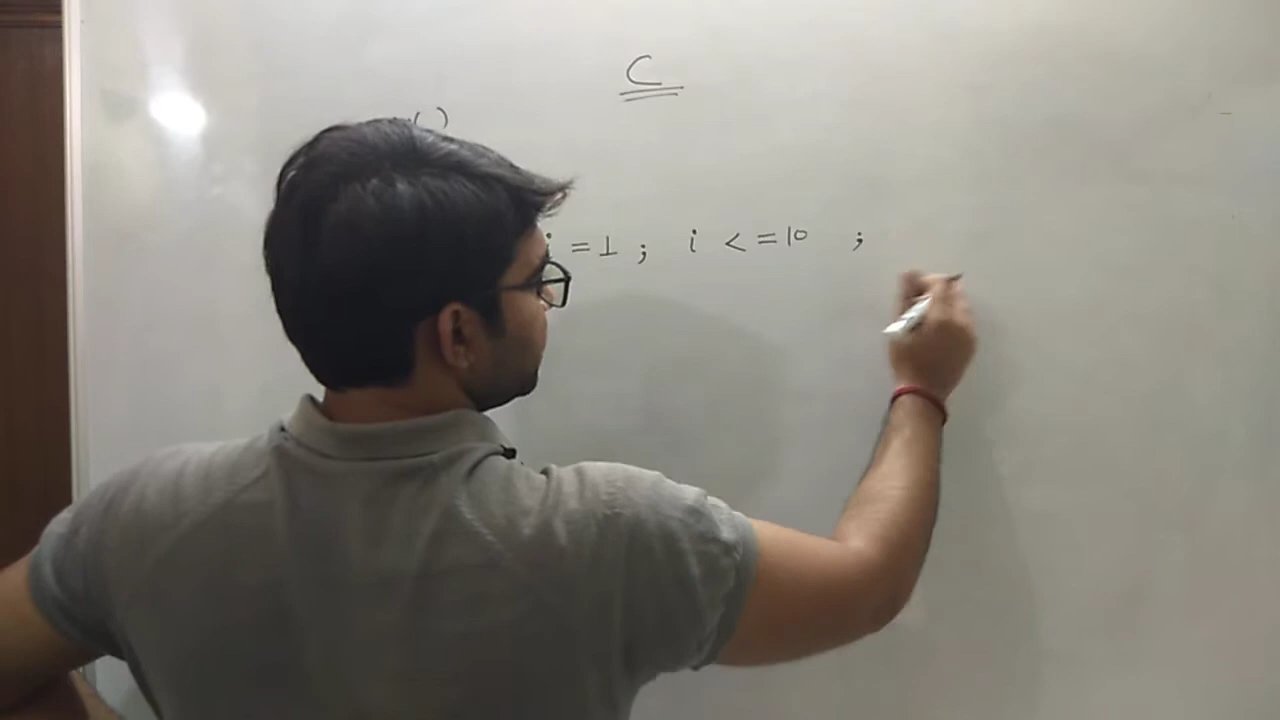 C
()
i = 1 ; i <= 10 ;